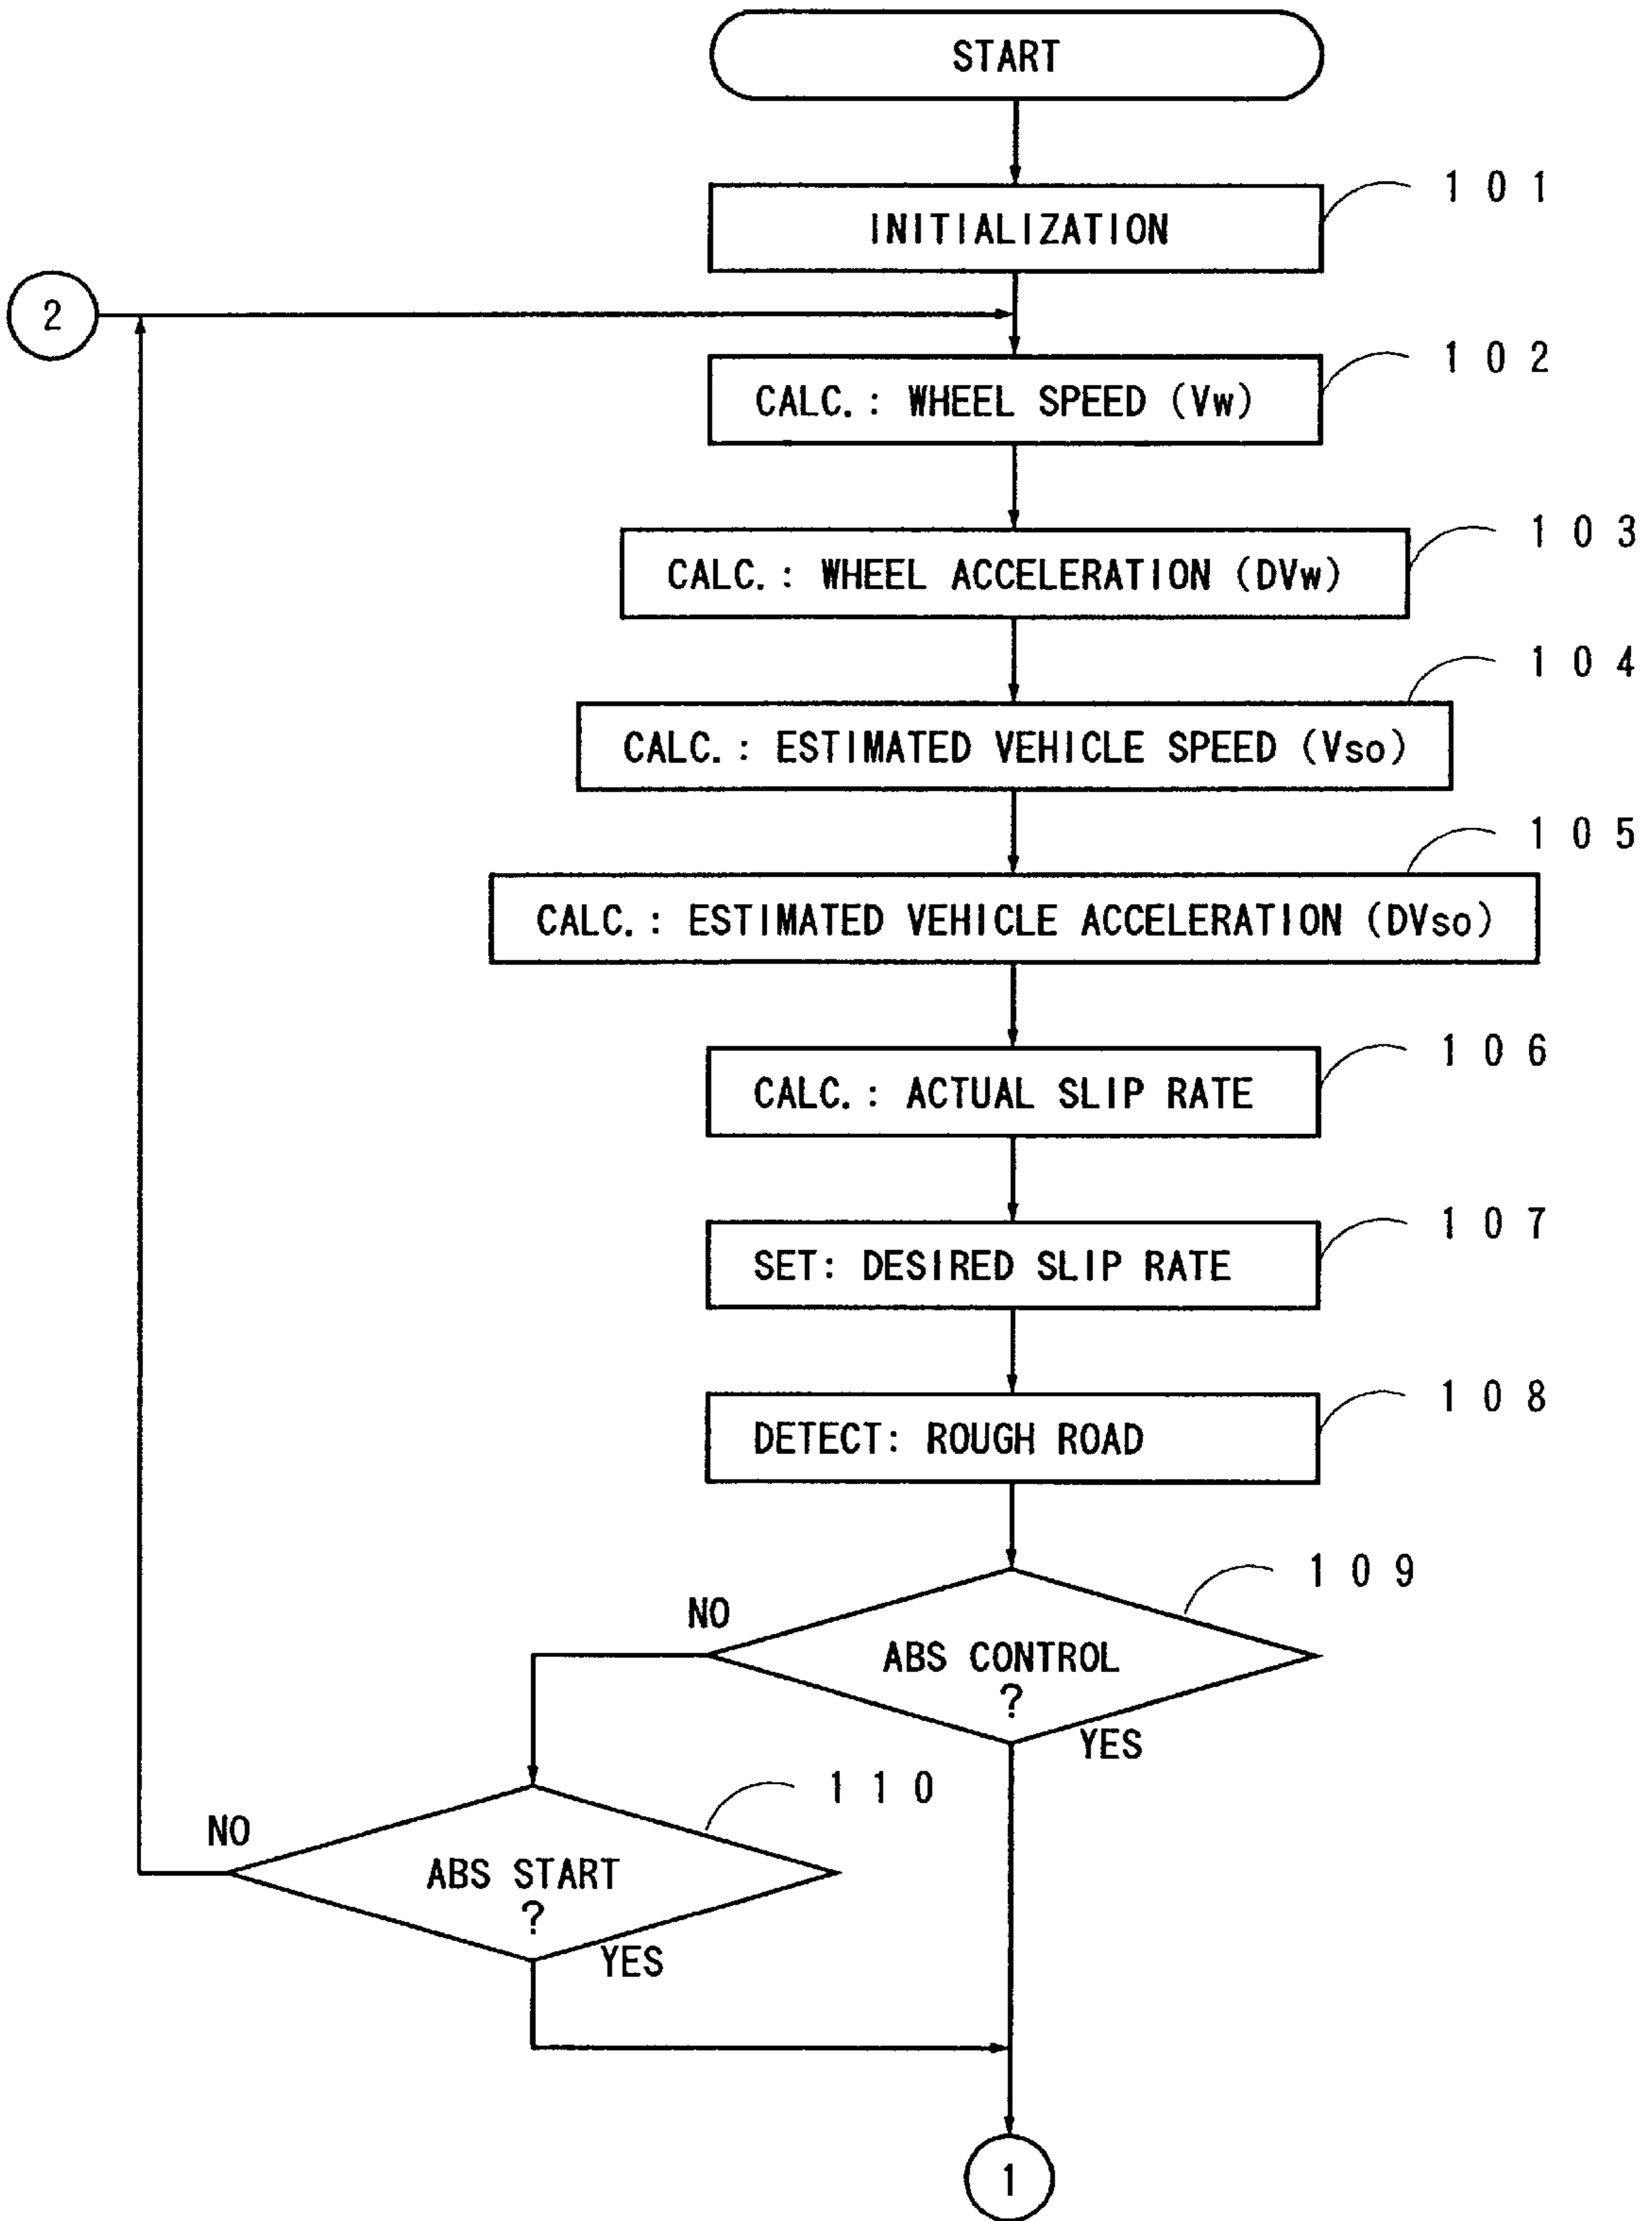 START
101
INITIALIZATION
2
102
CALC.: WHEEL SPEED (Vw)
103
CALC.: WHEEL ACCELERATION (DVw)
104
CALC.: ESTIMATED VEHICLE SPEED (Vso)
105
CALC.: ESTIMATED VEHICLE ACCELERATION (DVso)
106
CALC.: ACTUAL SLIP RATE
107
SET: DESIRED SLIP RATE
108
DETECT: ROUGH ROAD
109
NO
ABS CONTROL
?
YES
110
NO
ABS START
?
YES
1